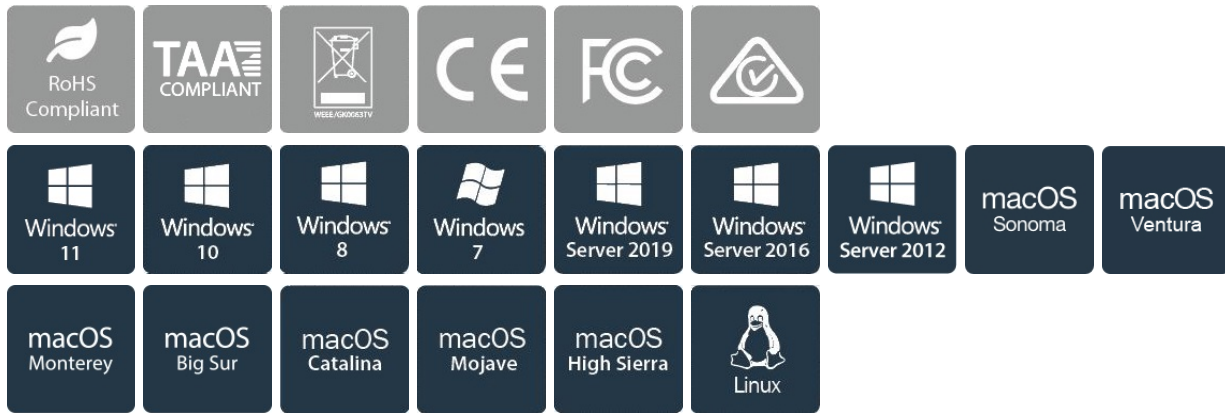 RoHS
Compliant
TAA
COMPLIANT
WEEE/GK0083TV
CE
FC
Windows
11
Windows
10
Windows
8
Windows
7
Windows
Server 2019
Windows
Server 2016
Windows
Server 2012
macOS
Sonoma
macOS
Ventura
macOS
Monterey
macOS
Big Sur
macOS
Catalina
macOS
Mojave
macOS
High Sierra
Linux